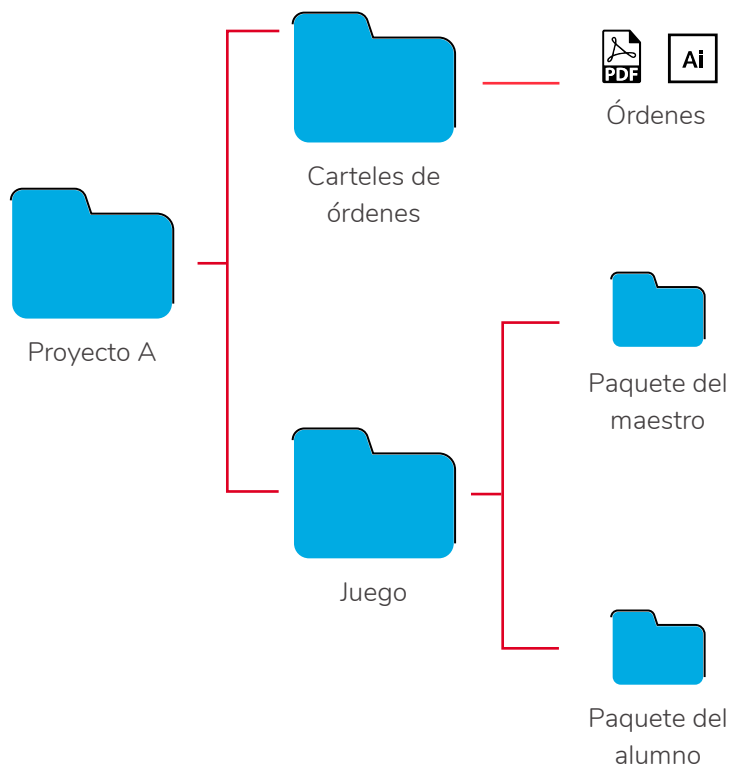 PDF
Ai
Órdenes
Carteles de
órdenes
Proyecto A
Paquete del
maestro
Juego
Paquete del
alumno